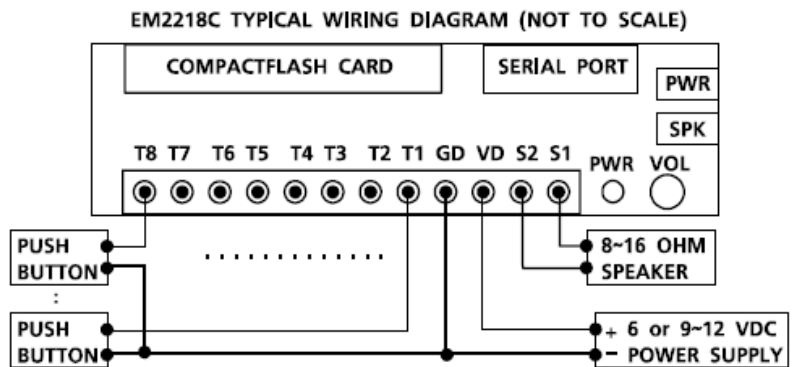 EM2218C TYPICAL WIRING DIAGRAM (NOT TO SCALE)
COMPACTFLASH CARD
SERIAL PORT
PWR
SPK
T8 T7 T6 T5 T4 T3 T2 T1 GD VD S2 S1
PWR VOL
PUSH
BUTTON
:
PUSH
BUTTON
8~16 OHM
SPEAKER
+ 6 or 9~12 VDC
- POWER SUPPLY